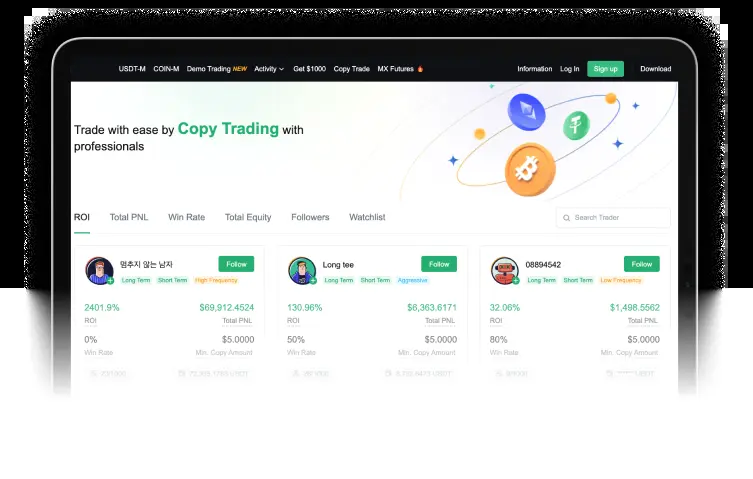 USDT-M COIN-M Demo Trading NEW Activity Get $1000 Copy Trade MX Futures Information Log In Sign up Download
Trade with ease by Copy Trading with
professionals
ROI Total PNL Win Rate Total Equity Followers Watchlist Search Trader
멈추지 않는 남자 Follow
Long Term Short Term High Frequency
2401.9% $69,912.4524
ROI Total PNL
0% $5.0000
Win Rate Min. Copy Amount
Long tee Follow
Long Term Short Term Aggressive
130.96% $6,363.6171
ROI Total PNL
50% $5.0000
Win Rate Min. Copy Amount
08894542 Follow
Long Term Short Term Low Frequency
32.06% $1,498.5562
ROI Total PNL
80% $5.0000
Win Rate Min. Copy Amount